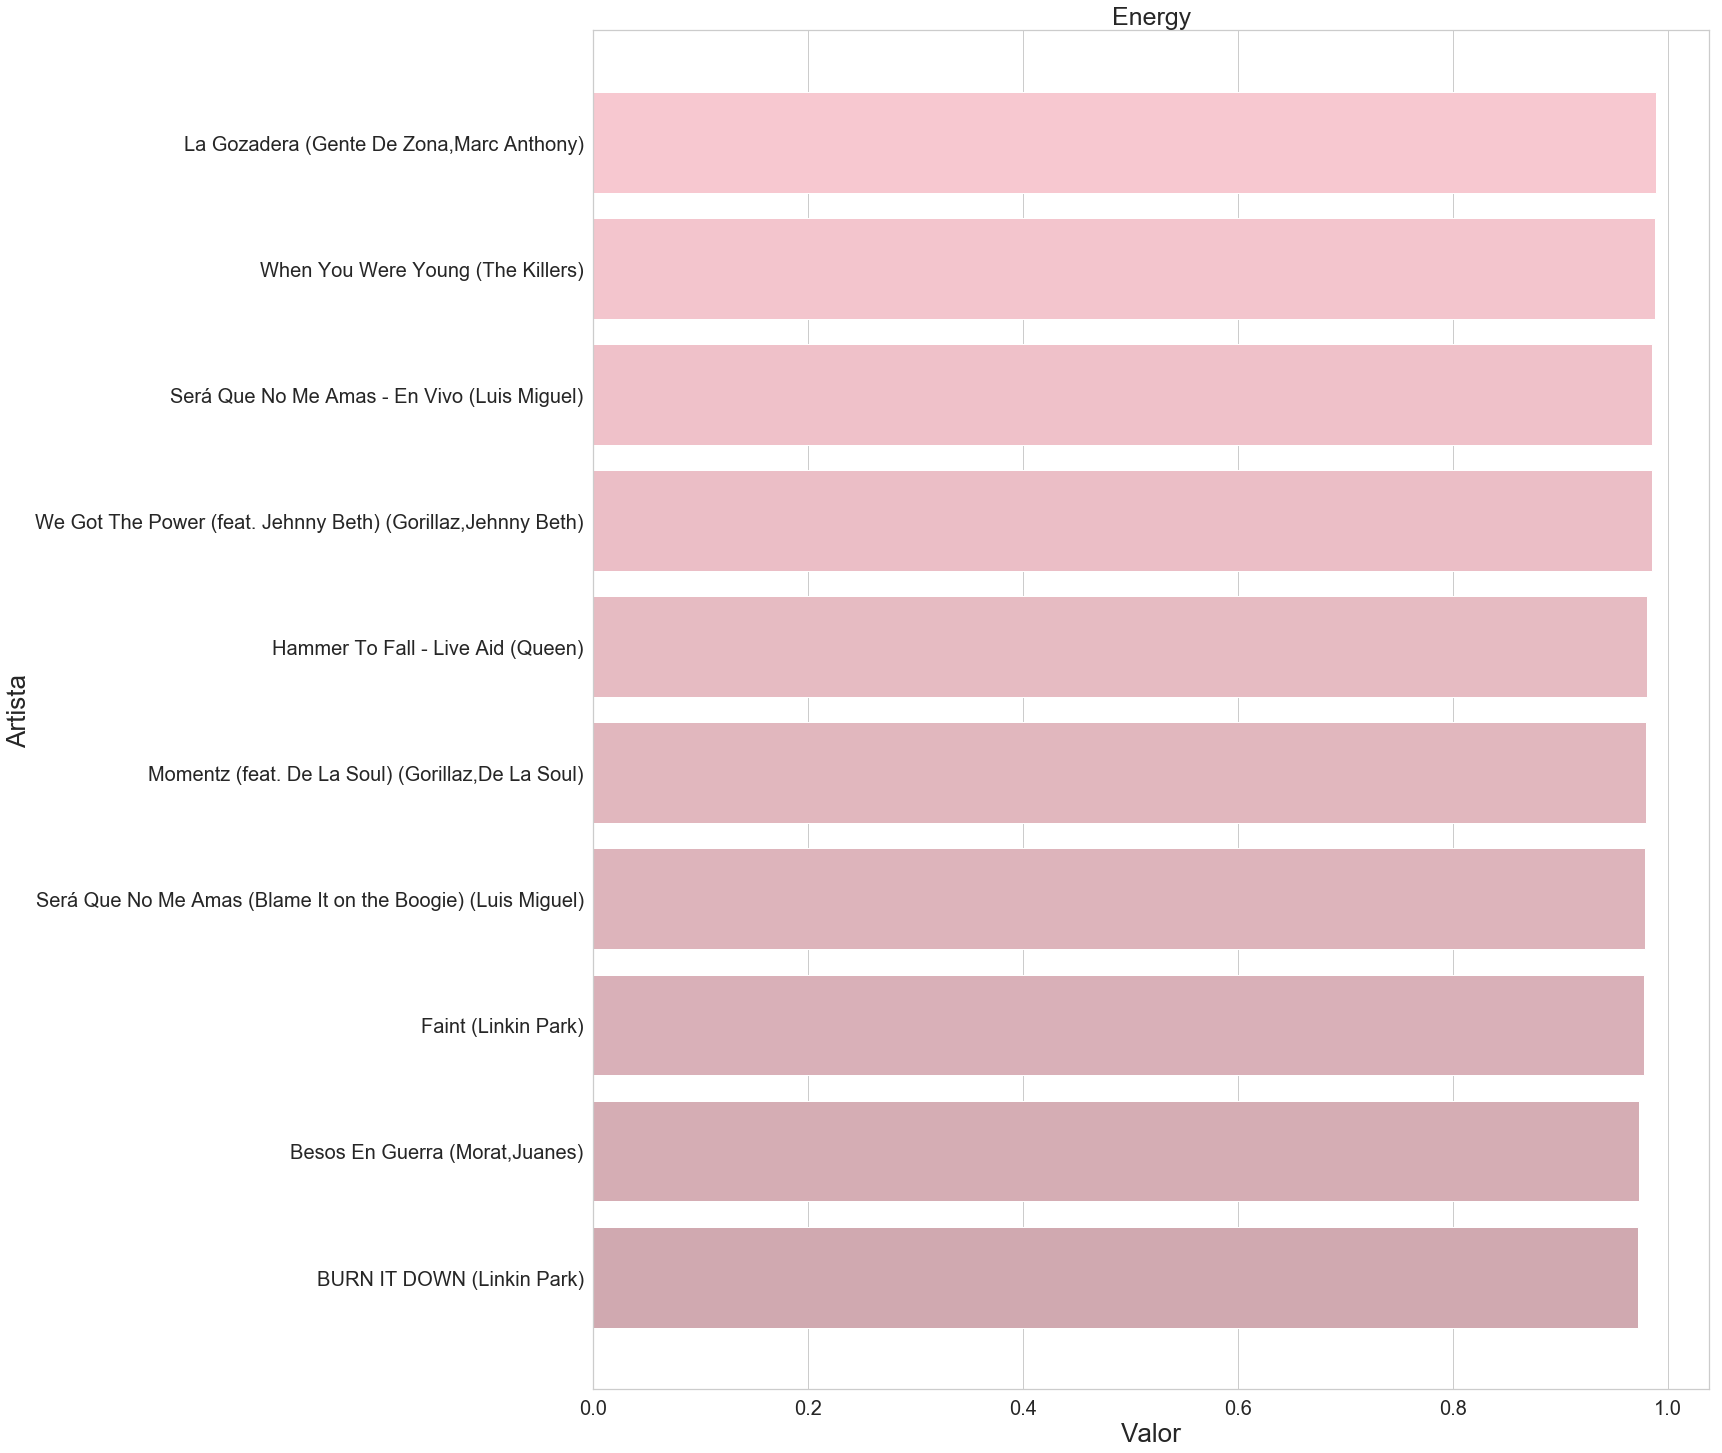 Energy
La Gozadera (Gente De Zona,Marc Anthony)
When You Were Young (The Killers)
Será Que No Me Amas - En Vivo (Luis Miguel)
We Got The Power (feat. Jehnny Beth) (Gorillaz,Jehnny Beth)
Hammer To Fall - Live Aid (Queen)
Artista
Momentz (feat. De La Soul) (Gorillaz,De La Soul)
Será Que No Me Amas (Blame It on the Boogie) (Luis Miguel)
Faint (Linkin Park)
Besos En Guerra (Morat,Juanes)
BURN IT DOWN (Linkin Park)
0.0 0.2 0.4 0.6 0.8 1.0
Valor